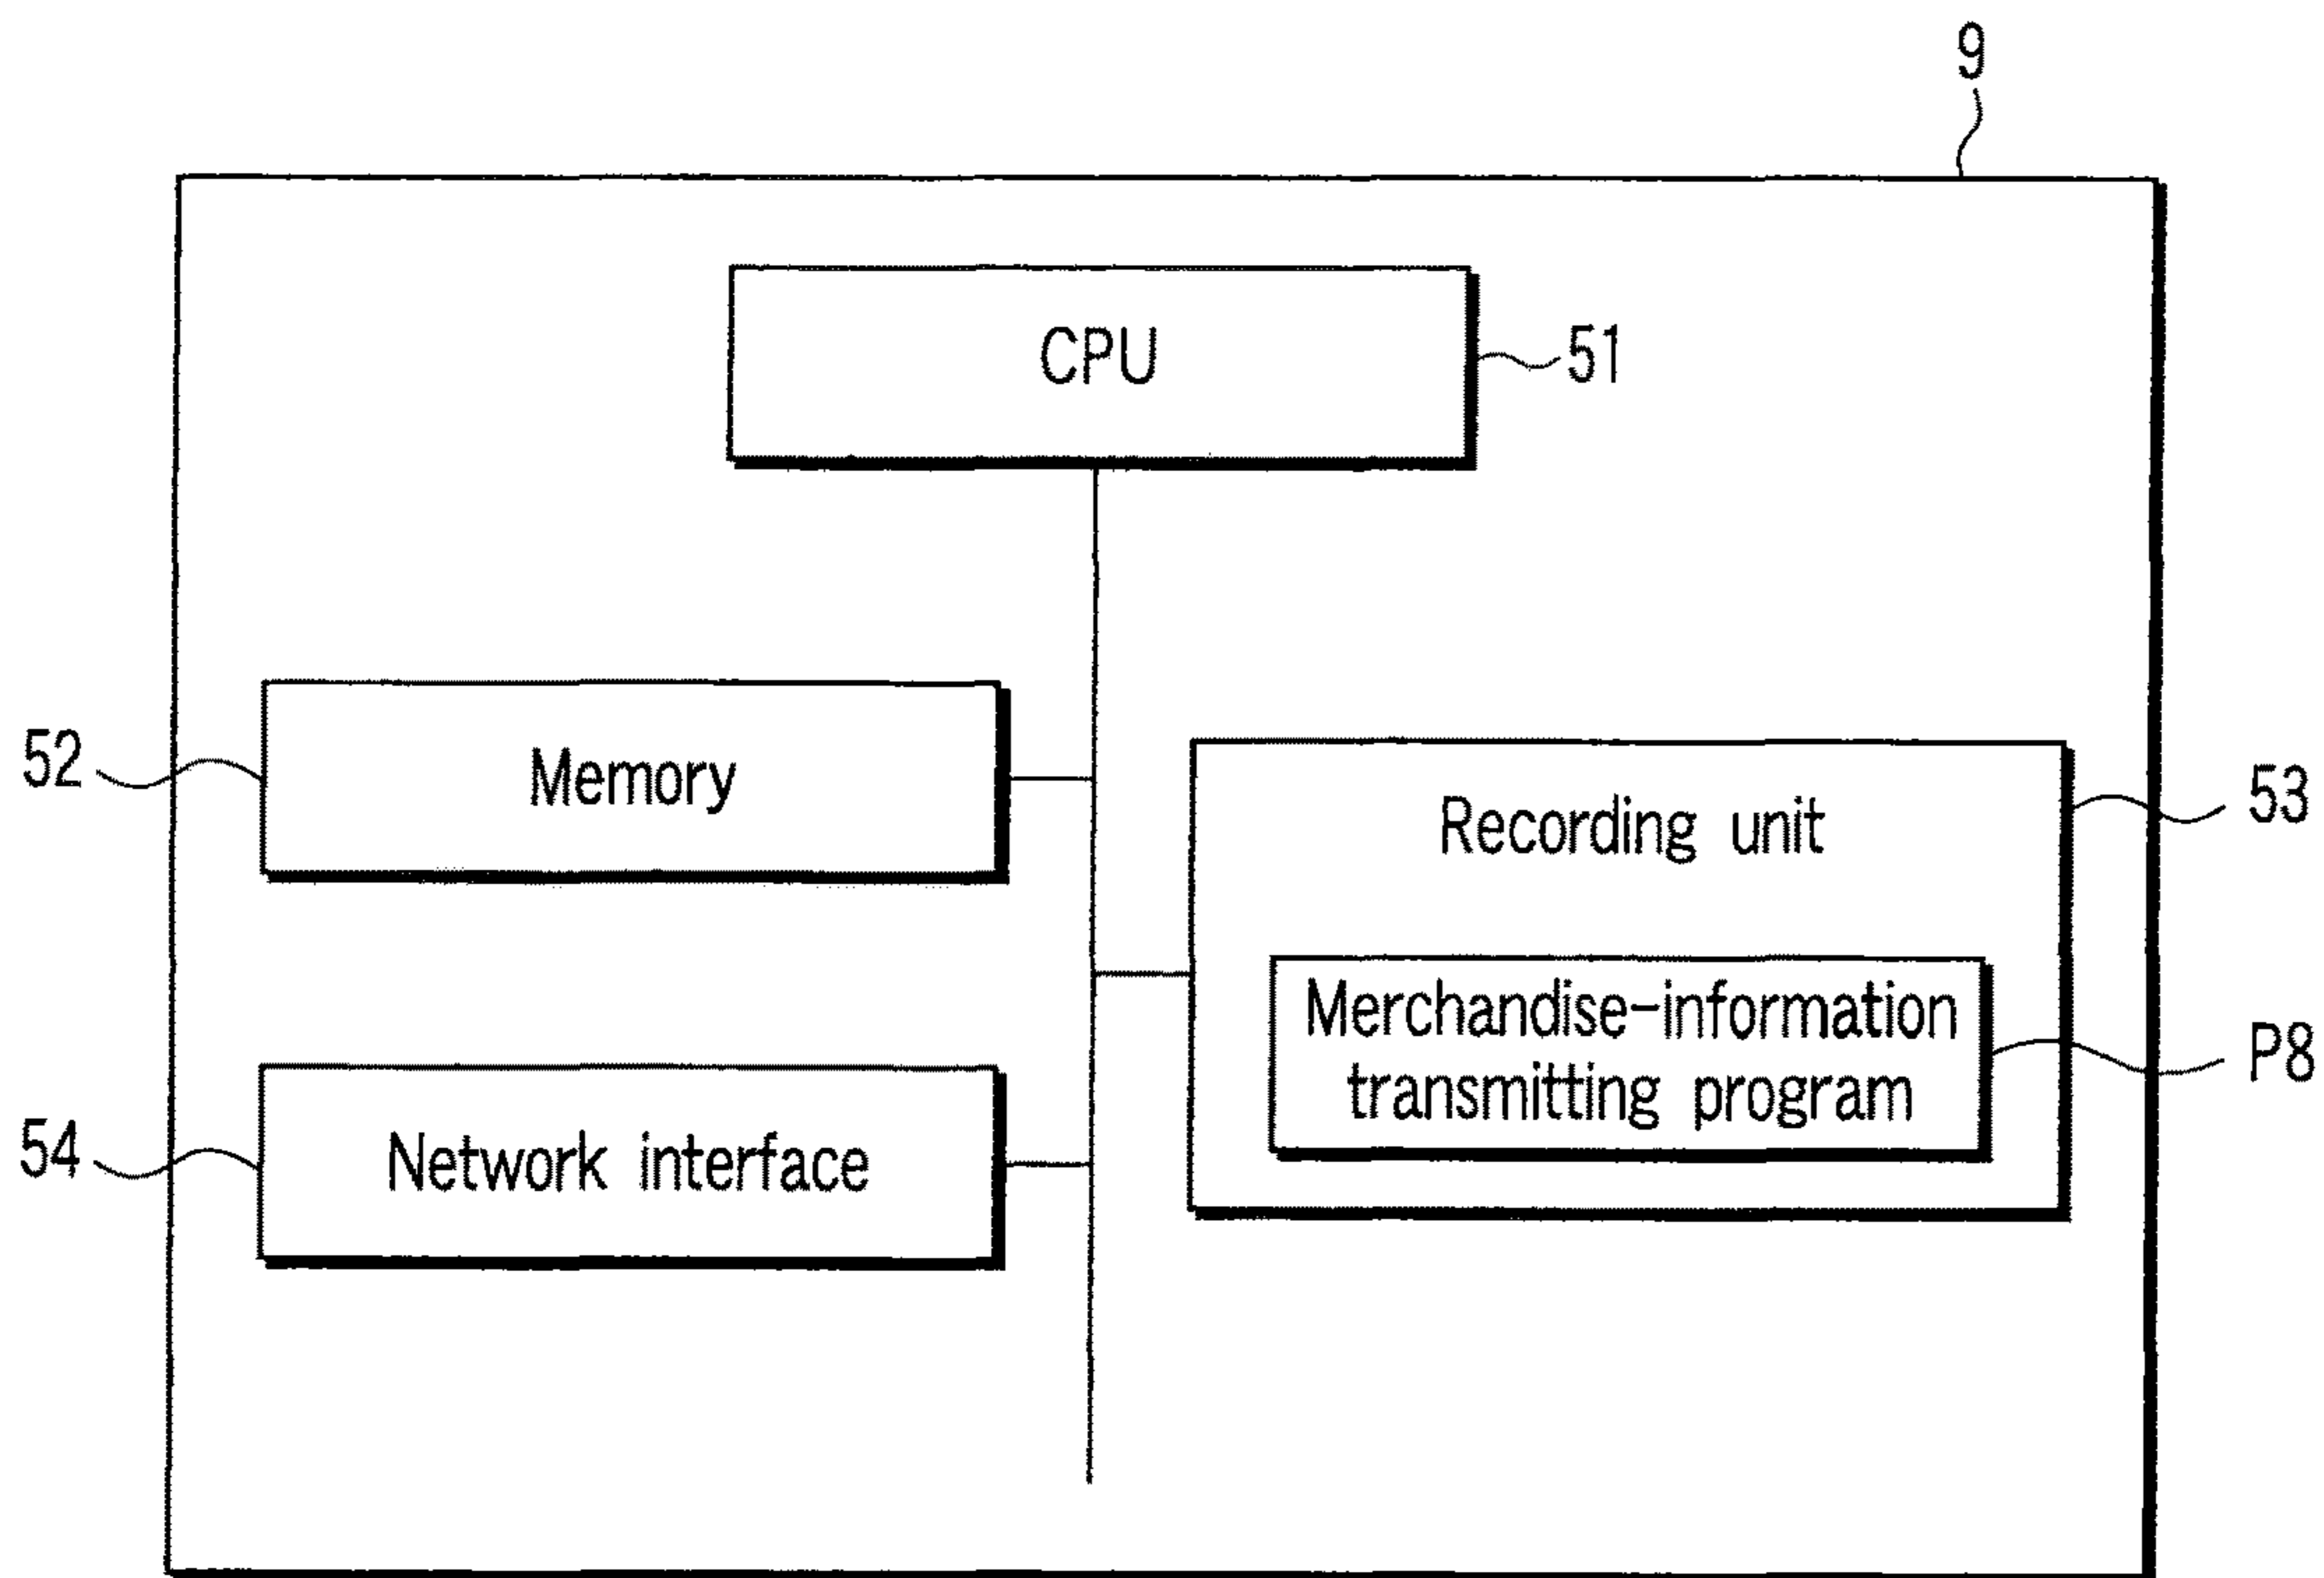 9
CPU
51
52
Memory
Recording unit
53
Merchandise-information
transmitting program
P8
54
Network interface